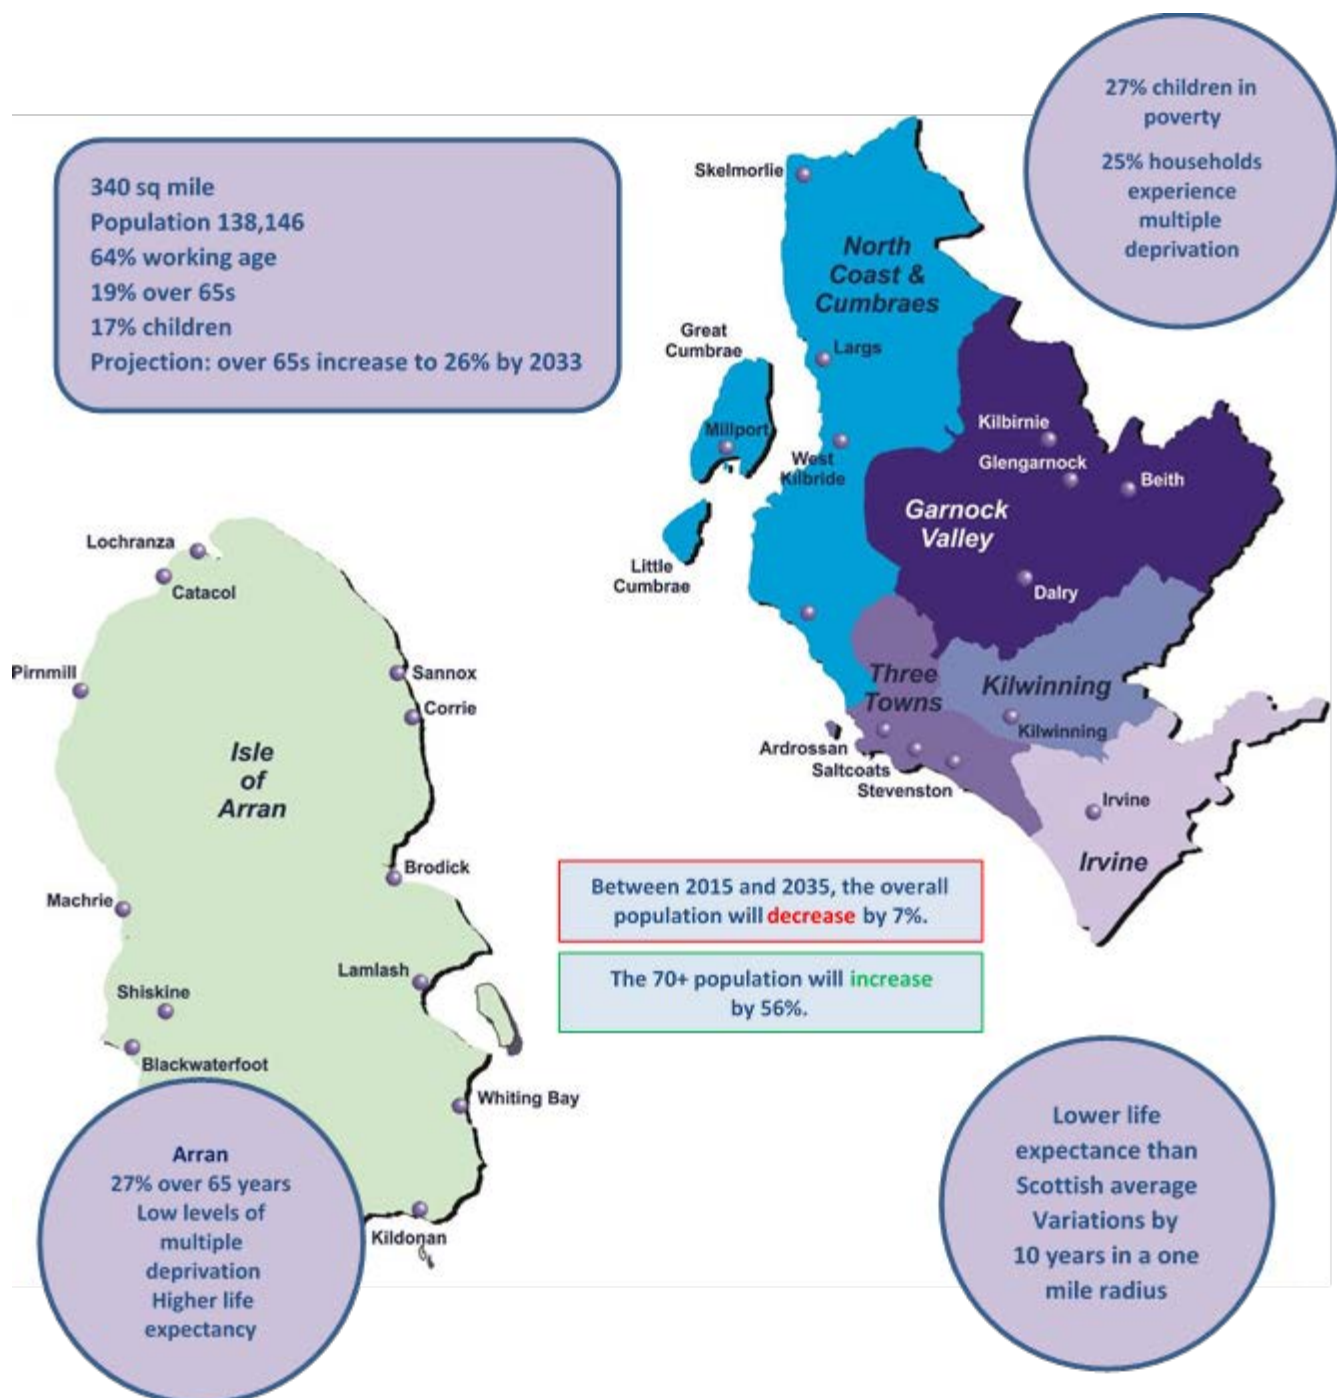 340 sq mile
Population 138,146
64% working age
19% over 65s
17% children
Projection: over 65s increase to 26% by 2033
27% children in
poverty
25% households
experience
multiple
deprivation
Skelmorlie
North
Coast &
Cumbraes
Great
Cumbrae
Largs
Millport
West
Kilbride
Little
Cumbrae
Kilbirnie
Glengarnock
Beith
Garnock
Valley
Dalry
Three
Towns
Kilwinning
Kilwinning
Ardrossan
Saltcoats
Stevenston
Irvine
Irvine
Lochranza
Catacol
Pirnmill
Sannox
Corrie
Isle
of
Arran
Brodick
Machrie
Lamlash
Shiskine
Blackwaterfoot
Whiting Bay
Kildonan
Between 2015 and 2035, the overall
population will decrease by 7%.
The 70+ population will increase
by 56%.
Arran
27% over 65 years
Low levels of
multiple
deprivation
Higher life
expectancy
Lower life
expectance than
Scottish average
Variations by
10 years in a one
mile radius